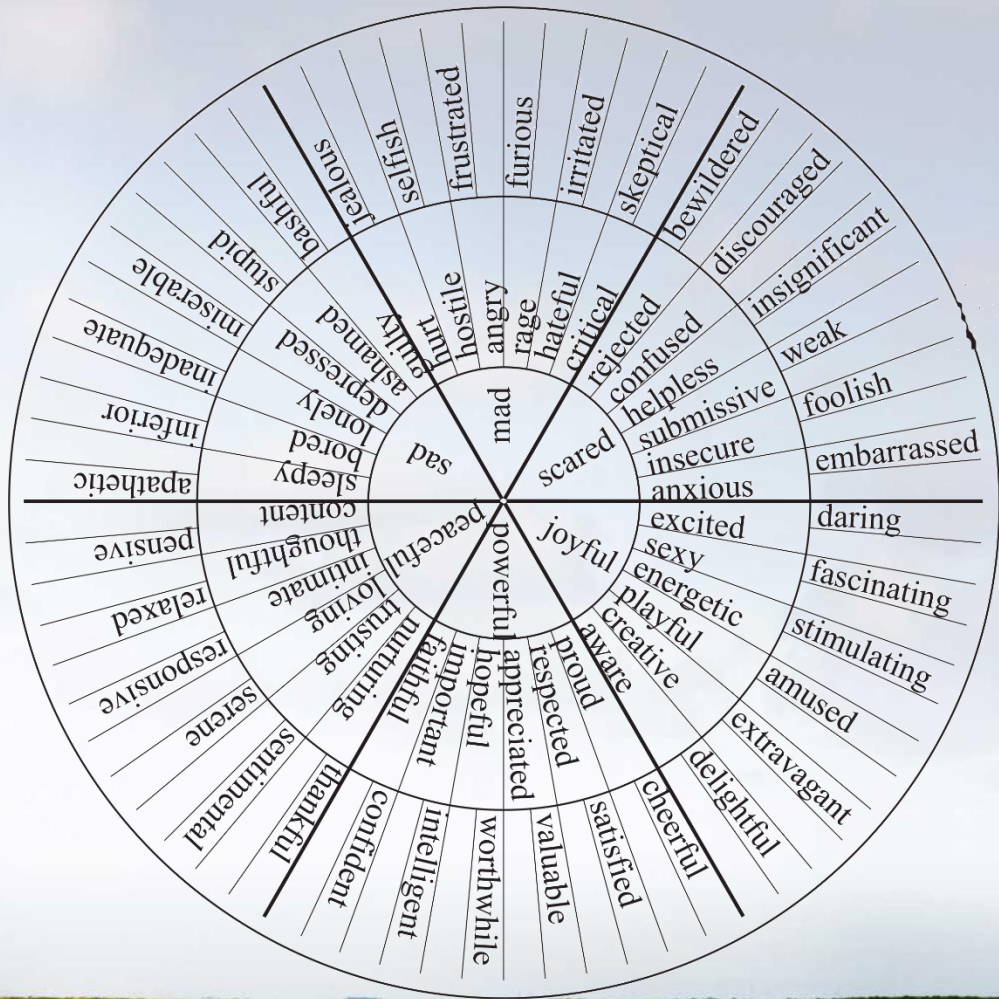 mad
scared
joyful
powerful
peaceful
sad
hurt
hostile
angry
rage
hateful
critical
rejected
confused
helpless
submissive
insecure
anxious
excited
sexy
energetic
playful
creative
aware
proud
respected
appreciated
hopeful
important
faithful
nurturing
trusting
loving
intimate
thoughtful
content
sleepy
bored
lonely
depressed
ashamed
guilty
jealous
selfish
frustrated
furious
irritated
skeptical
bewildered
discouraged
insignificant
weak
foolish
embarrassed
daring
fascinating
stimulating
amused
extravagant
delightful
cheerful
satisfied
valuable
worthwhile
intelligent
confident
thankful
sentimental
serene
responsive
relaxed
pensive
apathetic
inferior
inadequate
miserable
stupid
bashful